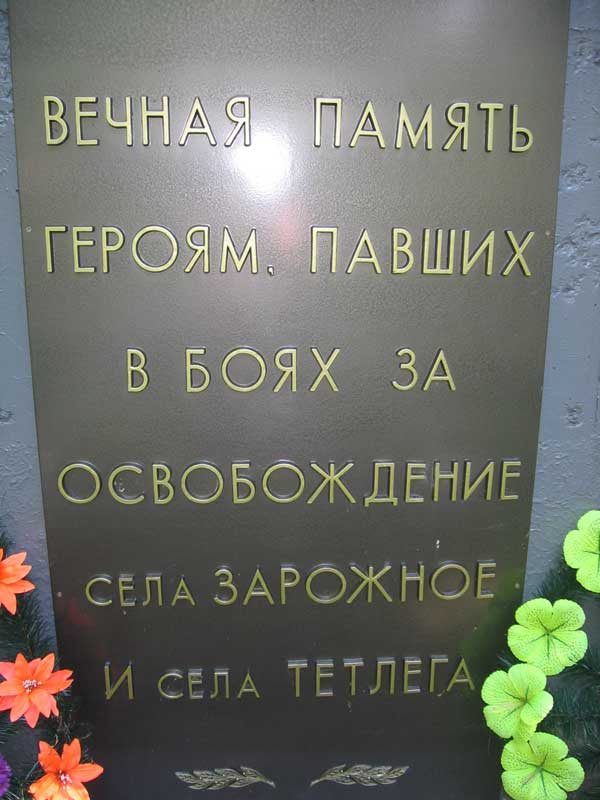 ВЕЧНАЯ ПАМЯТЬ
ГЕРОЯМ, ПАВШИХ
В БОЯХ ЗА
ОСВОБОЖДЕНИЕ
СЕЛА ЗАРОЖНОЕ
И СЕЛА ТЕТЛЕГА